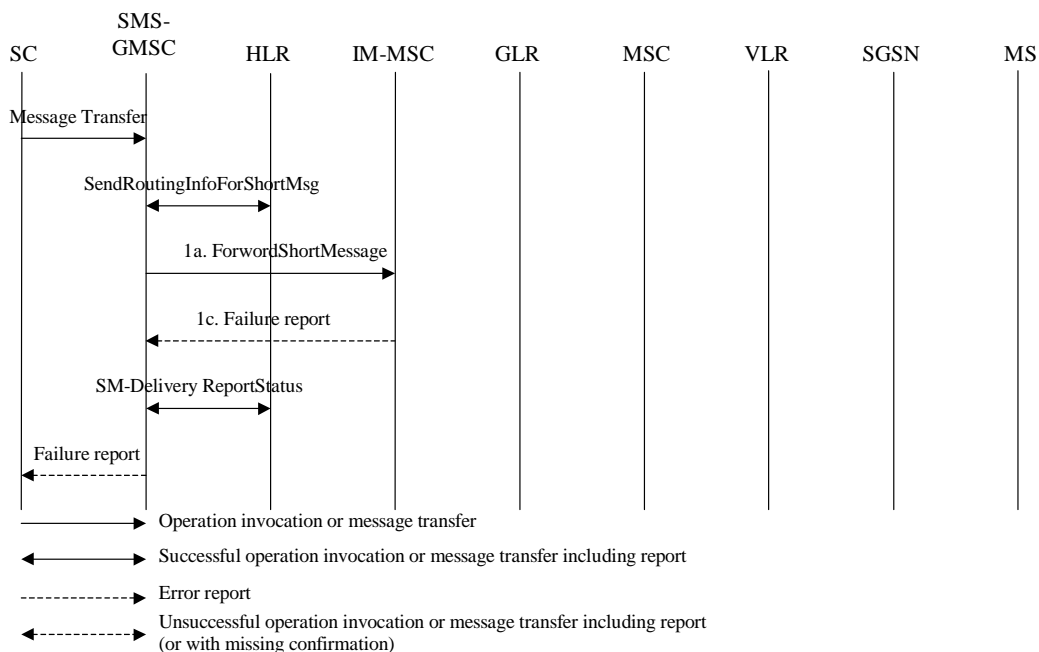 SC
SMS-
GMSC
HLR
IM-MSC
GLR
MSC
VLR
SGSN
MS
Message Transfer
SendRoutingInfoForShortMsg
1a. ForwordShortMessage
1c. Failure report
SM-Delivery ReportStatus
Failure report
Operation invocation or message transfer
Successful operation invocation or message transfer including report
Error report
Unsuccessful operation invocation or message transfer including report
(or with missing confirmation)